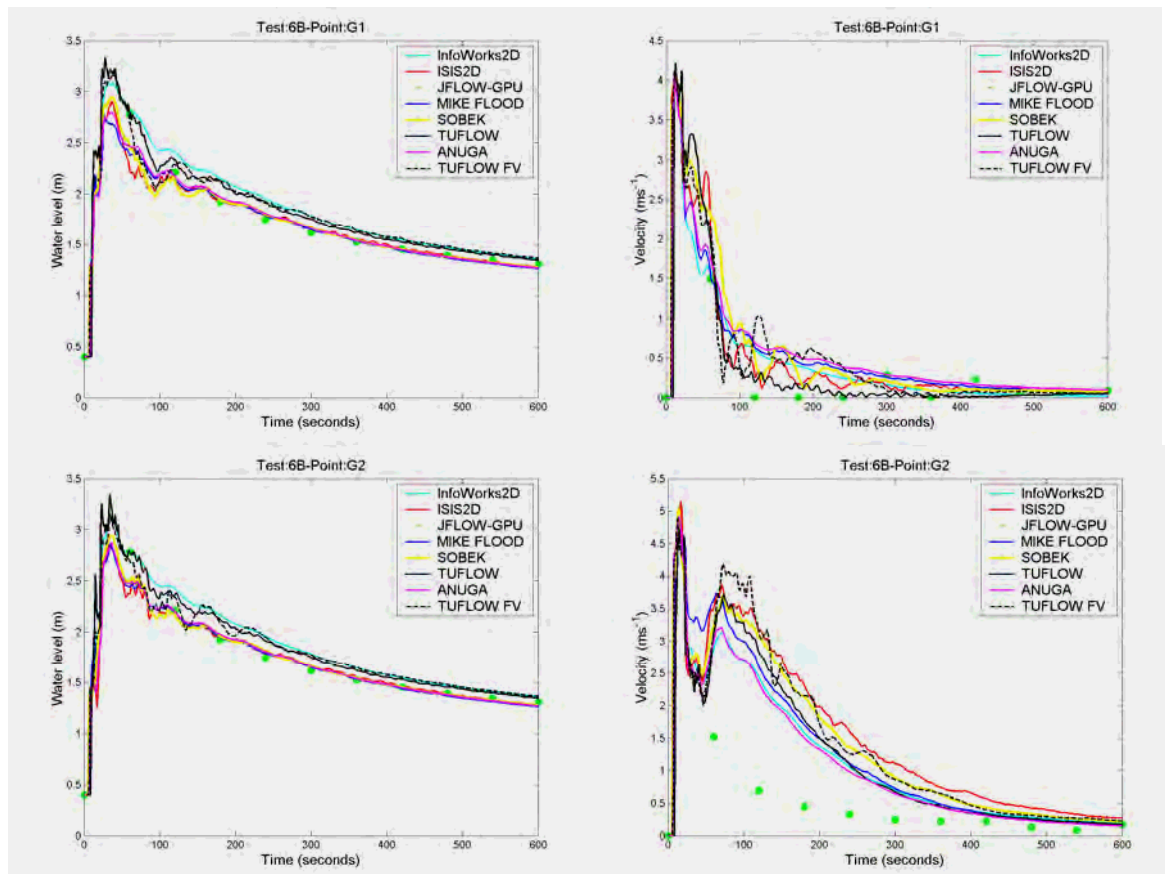 Test:6B-Point:G1
3.5
3
2.5
2
1.5
1
0.5
0
Water level (m)
InfoWorks2D
ISIS2D
JFLOW-GPU
MIKE FLOOD
SOBEK
TUFLOW
ANUGA
TUFLOW FV
0 100 200 300 400 500 600
Time (seconds)
Test:6B-Point:G1
4.5
4
3.5
3
2.5
2
1.5
1
0.5
0
Velocity (ms⁻¹)
InfoWorks2D
ISIS2D
JFLOW-GPU
MIKE FLOOD
SOBEK
TUFLOW
ANUGA
TUFLOW FV
0 100 200 300 400 500 600
Time (seconds)
Test:6B-Point:G2
3.5
3
2.5
2
1.5
1
0.5
0
Water level (m)
InfoWorks2D
ISIS2D
JFLOW-GPU
MIKE FLOOD
SOBEK
TUFLOW
ANUGA
TUFLOW FV
0 100 200 300 400 500 600
Time (seconds)
Test:6B-Point:G2
5.5
5
4.5
4
3.5
3
2.5
2
1.5
1
0.5
0
Velocity (ms⁻¹)
InfoWorks2D
ISIS2D
JFLOW-GPU
MIKE FLOOD
SOBEK
TUFLOW
ANUGA
TUFLOW FV
0 100 200 300 400 500 600
Time (seconds)